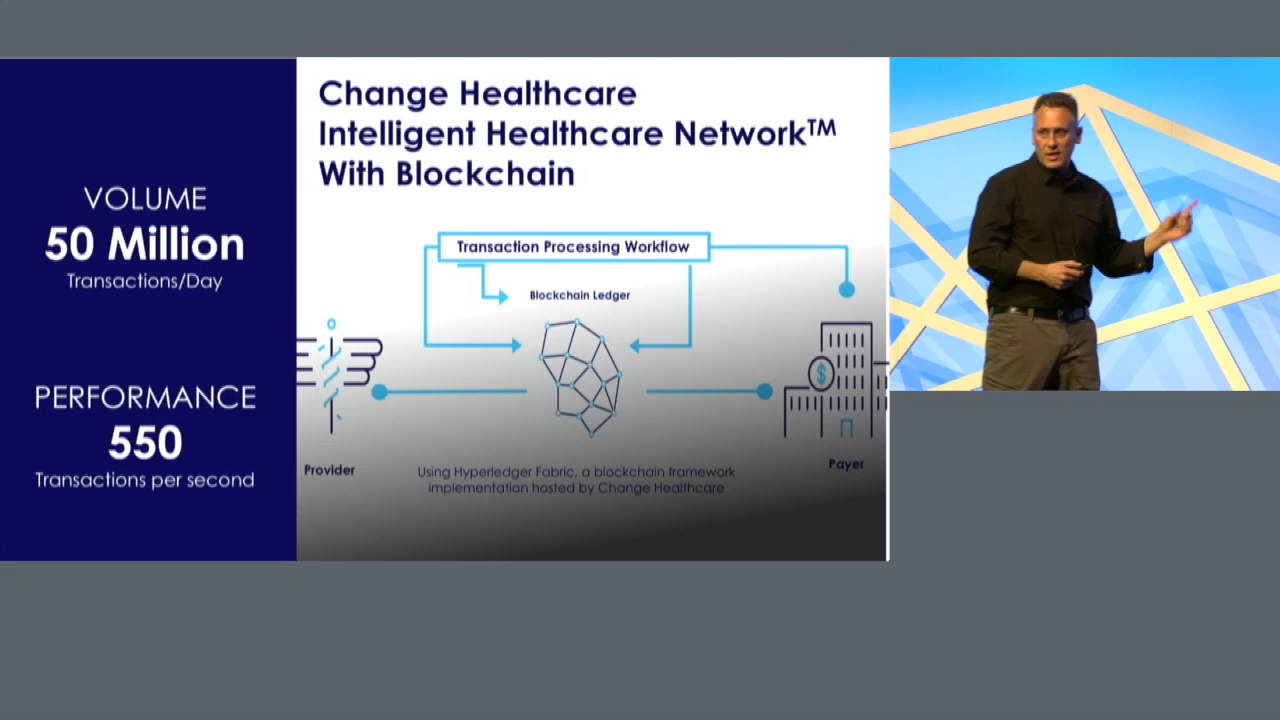 VOLUME
50 Million
Transactions/Day
PERFORMANCE
550
Transactions per second
Change Healthcare
Intelligent Healthcare Network™
With Blockchain
Transaction Processing Workflow
Blockchain Ledger
$
Provider
Payer
Using Hyperledger Fabric, a blockchain framework
implementation hosted by Change Healthcare